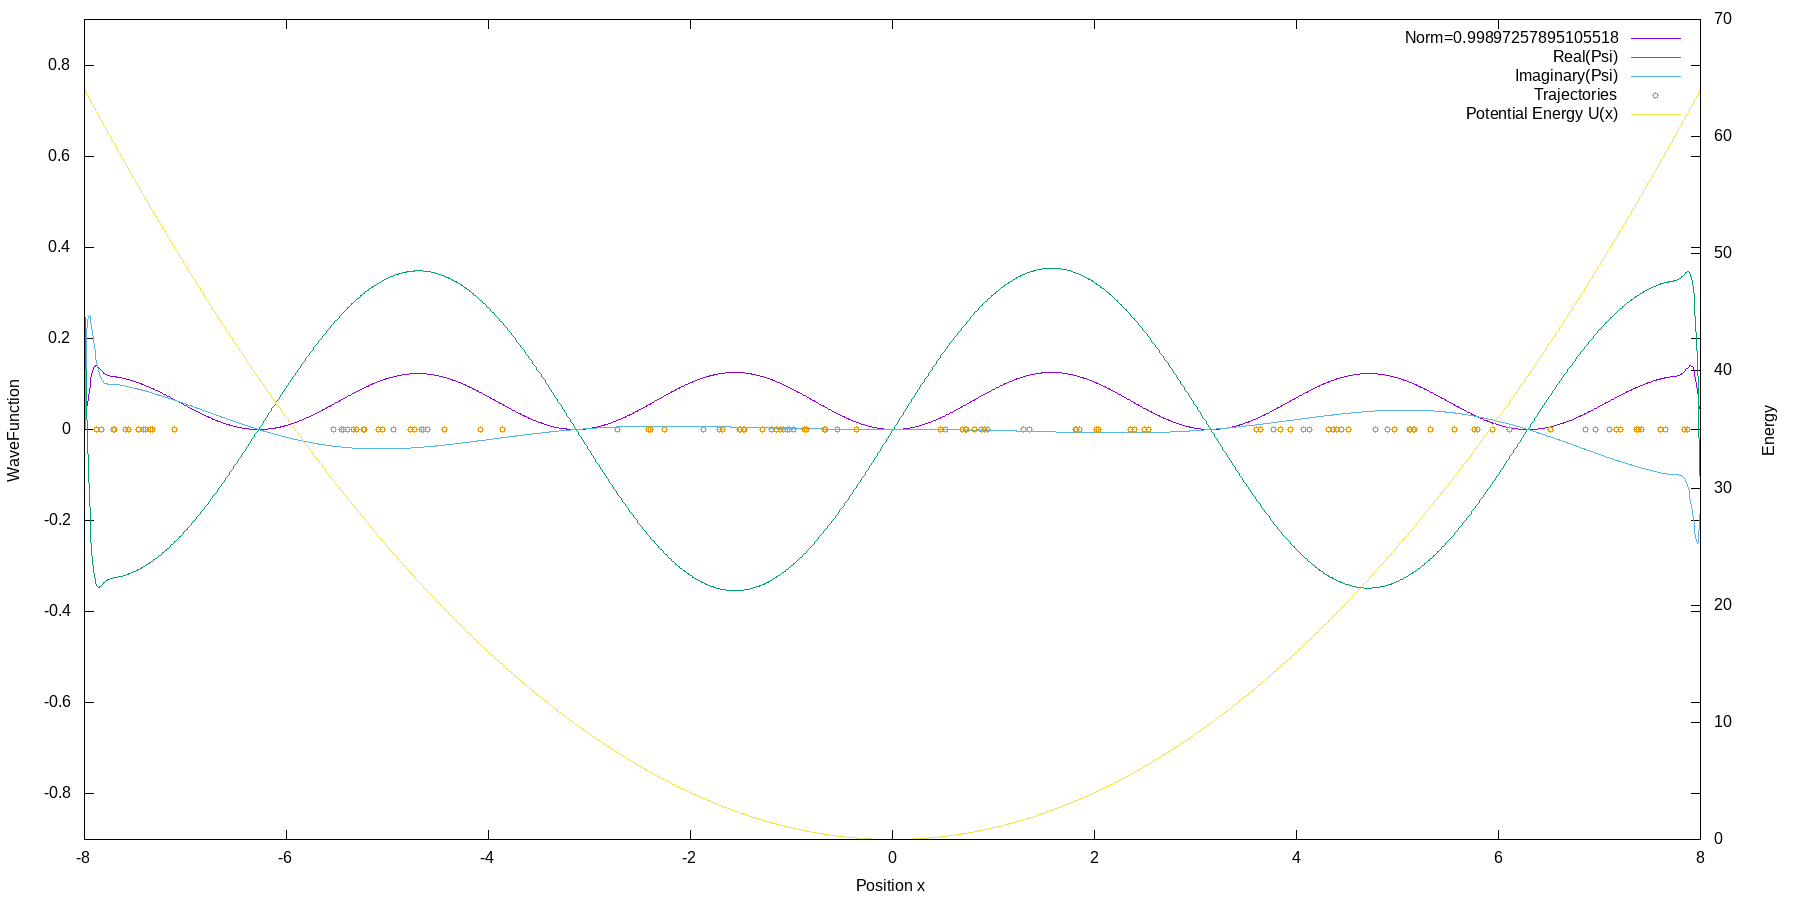 Norm=0.99897257895105518
Real(Psi)
Imaginary(Psi)
Trajectories
Potential Energy U(x)
0.8
0.6
0.4
0.2
0
-0.2
-0.4
-0.6
-0.8
WaveFunction
70
60
50
40
30
20
10
0
Energy
-8 -6 -4 -2 0 2 4 6 8
Position x